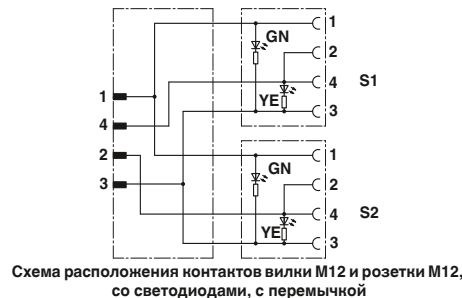 1
GN
2
1
4
S1
4
YE
3
2
1
3
GN
2
4
S2
YE
3
Схема расположения контактов вилки M12 и розетки M12,
со светодиодами, с перемычкой